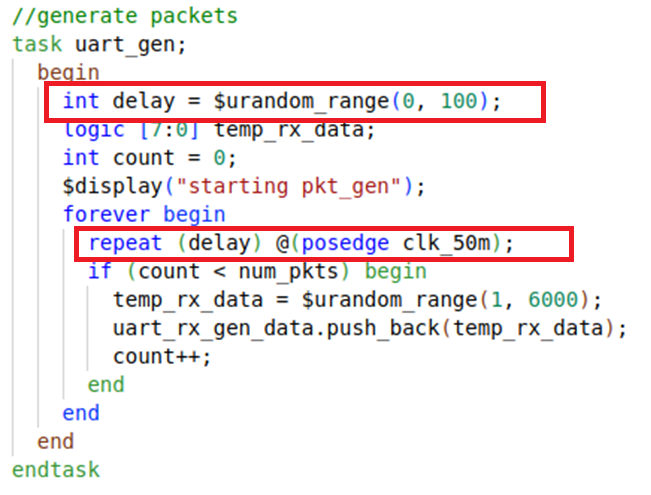 //generate packets
task uart_gen;
begin
int delay = $urandom_range(0, 100);
logic [7:0] temp_rx_data;
int count = 0;
$display("starting pkt_gen");
forever begin
repeat (delay) @(posedge clk_50m);
if (count < num_pkts) begin
temp_rx_data = $urandom_range(1, 6000);
uart_rx_gen_data.push_back(temp_rx_data);
count++;
end
end
end
endtask